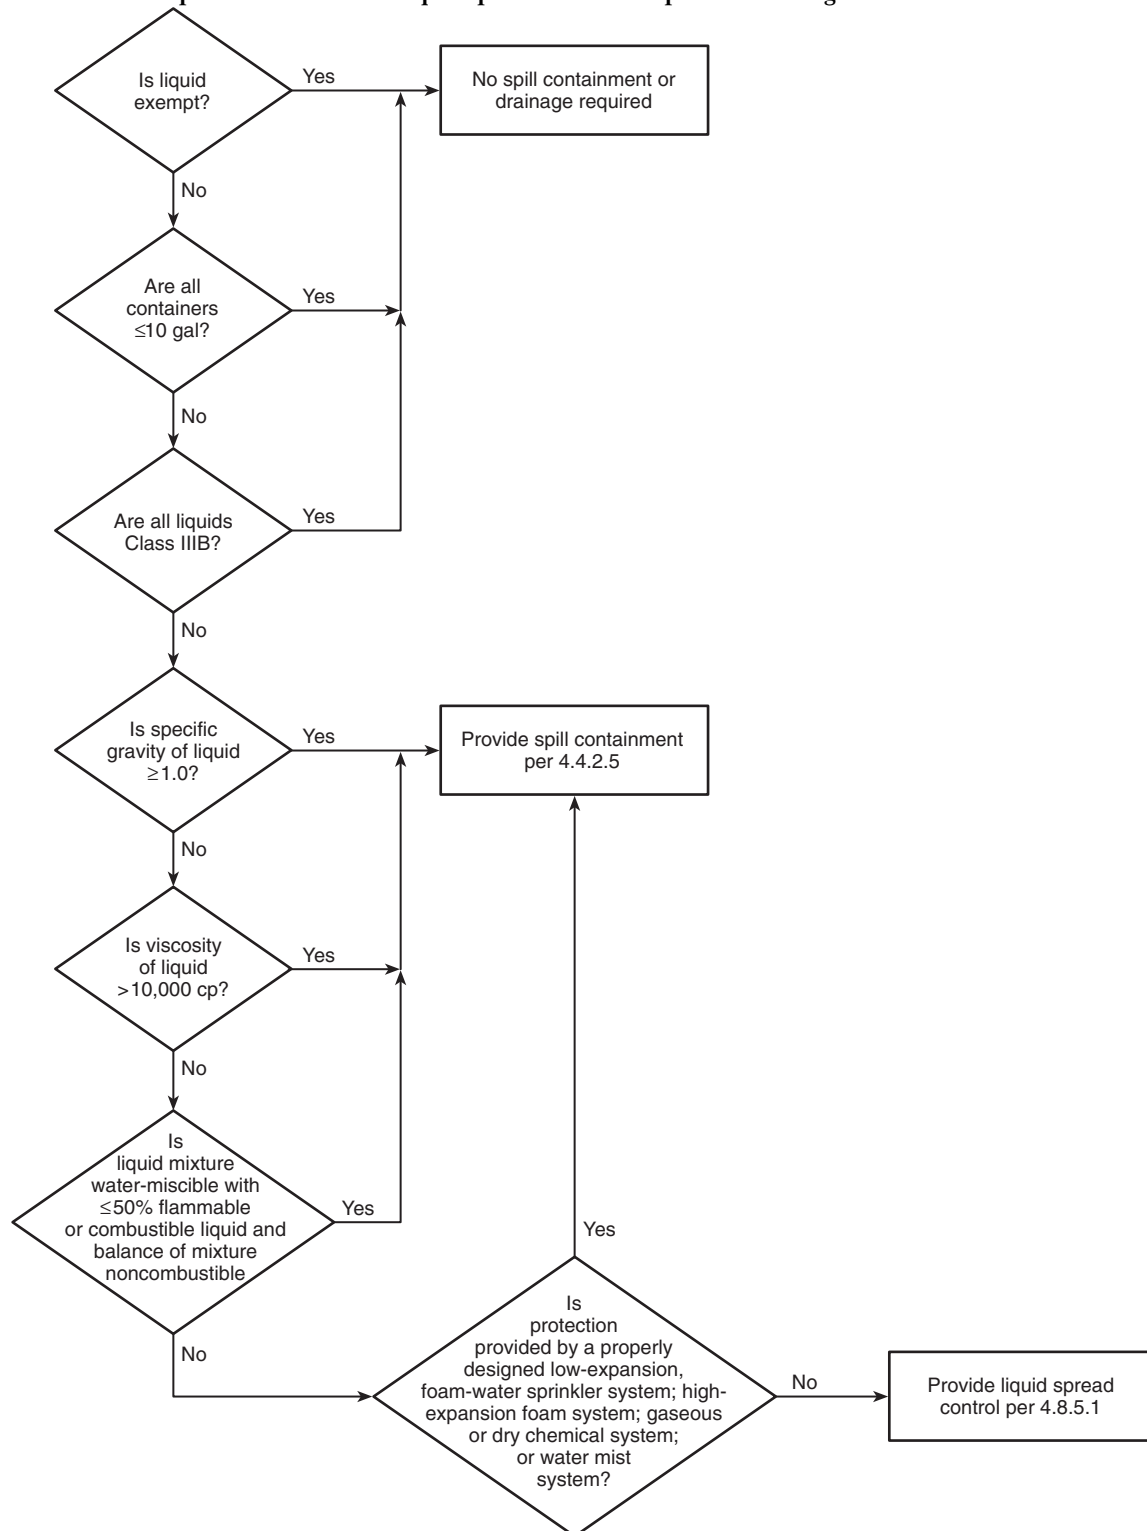 Is liquid
exempt?
Yes
No spill containment or
drainage required
No
Are all
containers
≤10 gal?
Yes
No
Are all liquids
Class IIIB?
Yes
No
Is specific
gravity of liquid
≥1.0?
Yes
Provide spill containment
per 4.4.2.5
No
Is viscosity
of liquid
>10,000 cp?
Yes
No
Is
liquid mixture
water-miscible with
≤50% flammable
or combustible liquid and
balance of mixture
noncombustible
Yes
No
Yes
Is
protection
provided by a properly
designed low-expansion,
foam-water sprinkler system; high-
expansion foam system; gaseous
or dry chemical system;
or water mist
system?
No
Provide liquid spread
control per 4.8.5.1